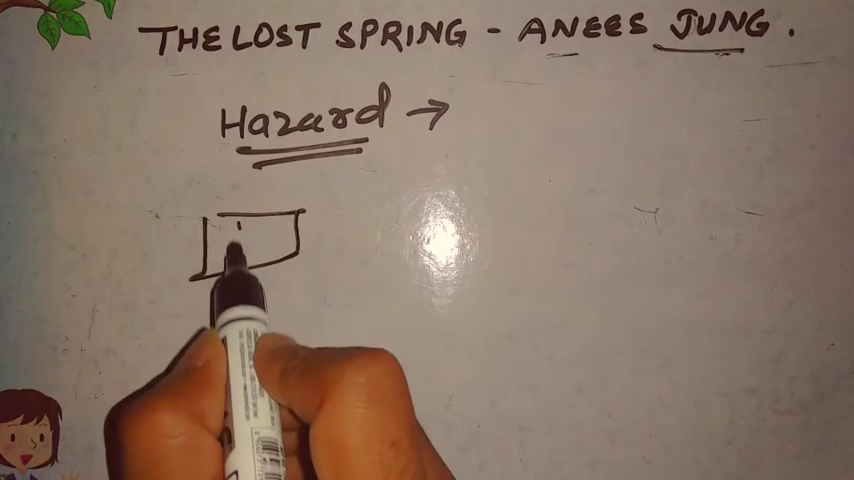 THE LOST SPRING - ANEES JUNG.
Hazard →